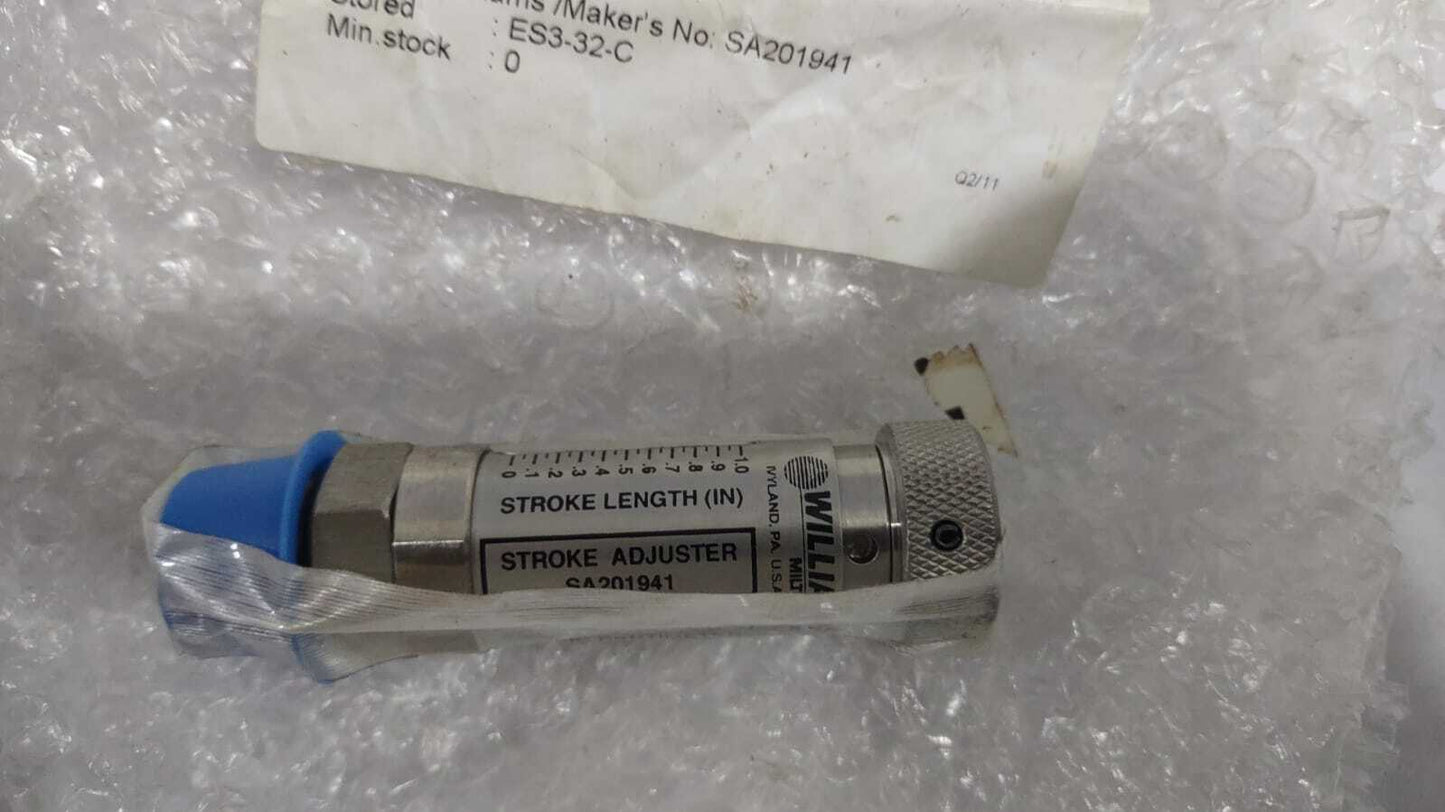 /Maker's No: SA201941
Stored : ES3-32-C
Min.stock : 0
Q2/11
0 .1 .2 .3 .4 .5 .6 .7 .8 .9 1.0
STROKE LENGTH (IN)
STROKE ADJUSTER
SA201941
WILLIA
MILT
IVYLAND, PA. U.S.A